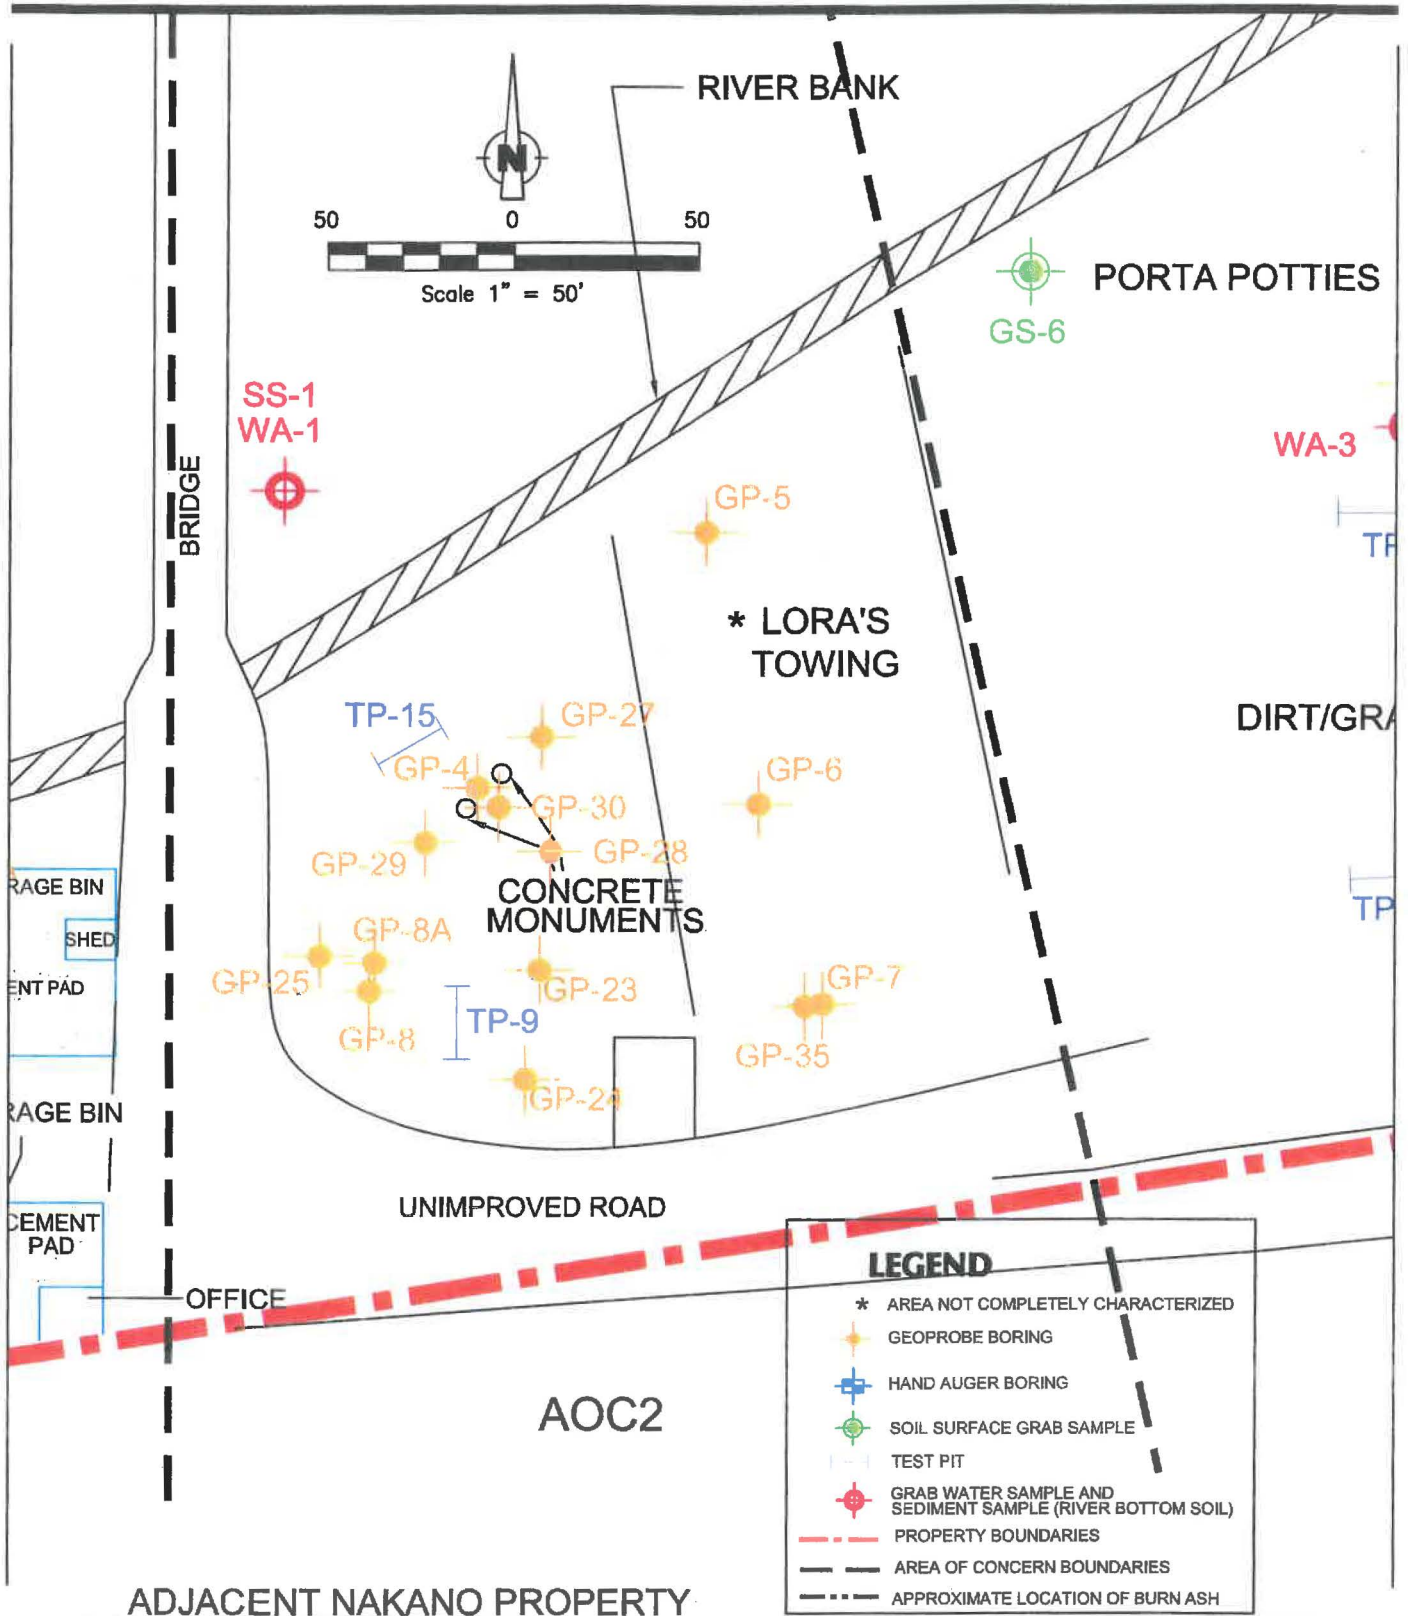 RIVER BANK
N
50 0 50
Scale 1" = 50'
PORTA POTTIES
GS-6
SS-1
WA-1
WA-3
BRIDGE
GP-5
TP
* LORA'S
TOWING
TP-15
GP-27
DIRT/GRA
GP-4
GP-6
GP-30
GP-29
GP-28
RAGE BIN
CONCRETE
MONUMENTS
TP
SHED
GP-8A
GP-25
ENT PAD
GP-23
GP-7
TP-9
GP-8
GP-35
GP-24
RAGE BIN
UNIMPROVED ROAD
CEMENT
PAD
OFFICE
AOC2
LEGEND
* AREA NOT COMPLETELY CHARACTERIZED
GEOPROBE BORING
HAND AUGER BORING
SOIL SURFACE GRAB SAMPLE
TEST PIT
GRAB WATER SAMPLE AND
SEDIMENT SAMPLE (RIVER BOTTOM SOIL)
PROPERTY BOUNDARIES
AREA OF CONCERN BOUNDARIES
APPROXIMATE LOCATION OF BURN ASH
ADJACENT NAKANO PROPERTY